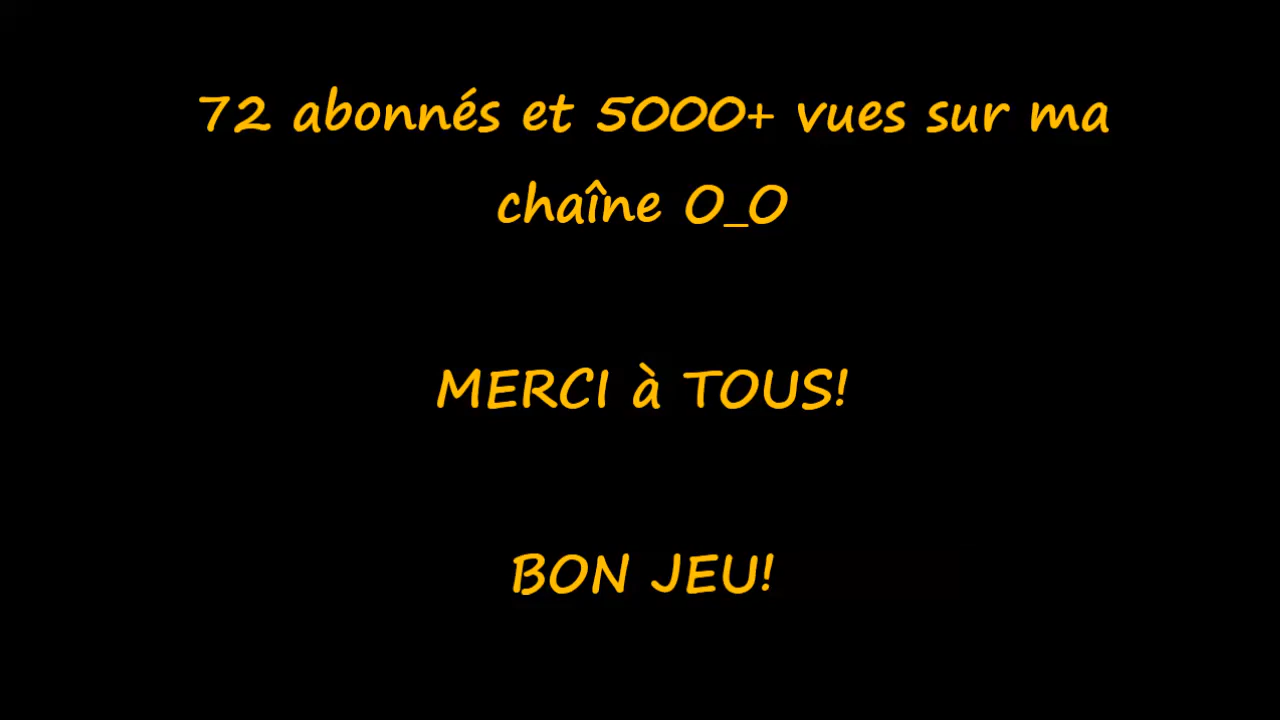 72 abonnés et 5000+ vues sur ma
chaîne O_O
MERCI à TOUS!
BON JEU!